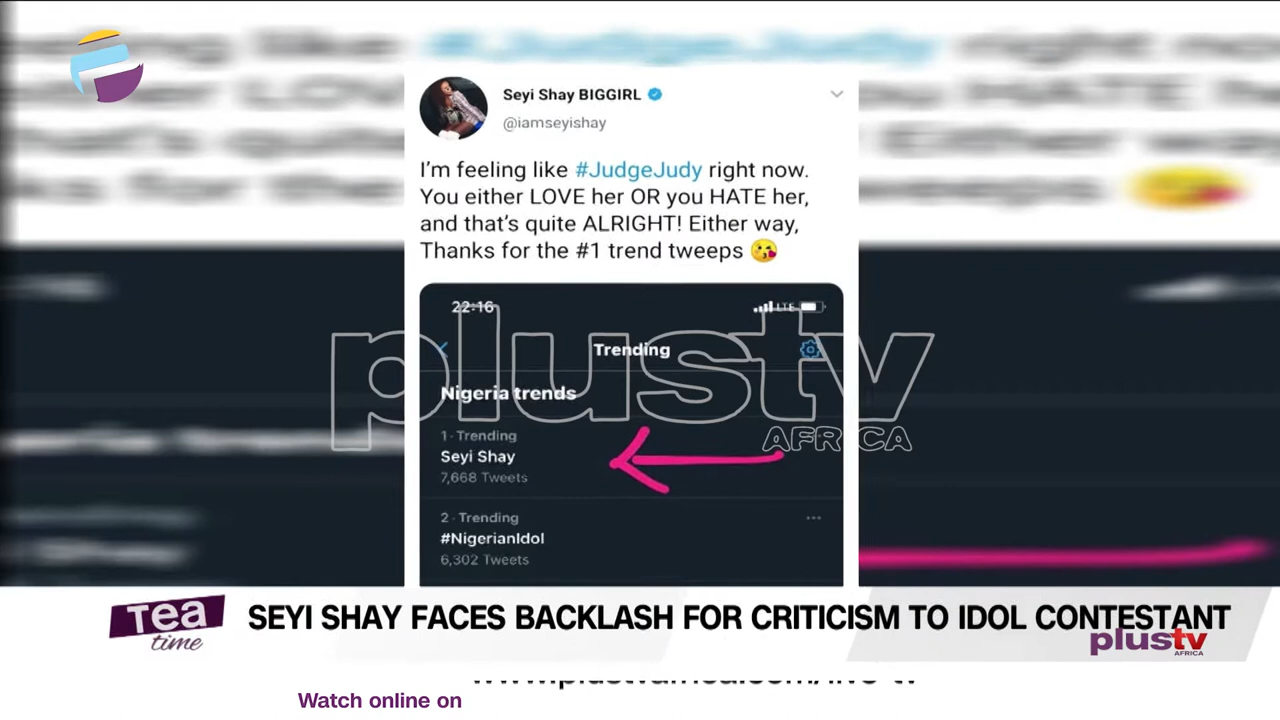 Seyi Shay BIGGIRL
@iamseyishay
I'm feeling like #JudgeJudy right now.
You either LOVE her OR you HATE her,
and that's quite ALRIGHT! Either way,
Thanks for the #1 trend tweeps 😘
22:16
LTE
Trending
Nigeria trends
1 · Trending
Seyi Shay
7,668 Tweets
2 · Trending
#NigerianIdol
6,302 Tweets
plustv
AFRICA
Tea
time
SEYI SHAY FACES BACKLASH FOR CRITICISM TO IDOL CONTESTANT
plustv
AFRICA
Watch online on